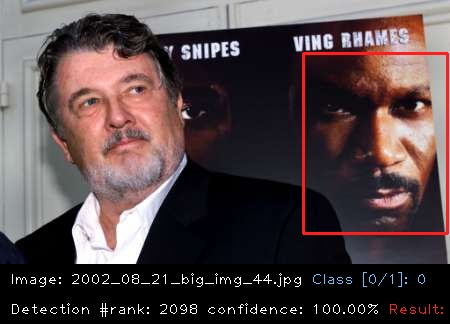 Y SNIPES
VING RHAMES
Image: 2002_08_21_big_img_44.jpg Class [0/1]: 0
Detection #rank: 2098 confidence: 100.00% Result: